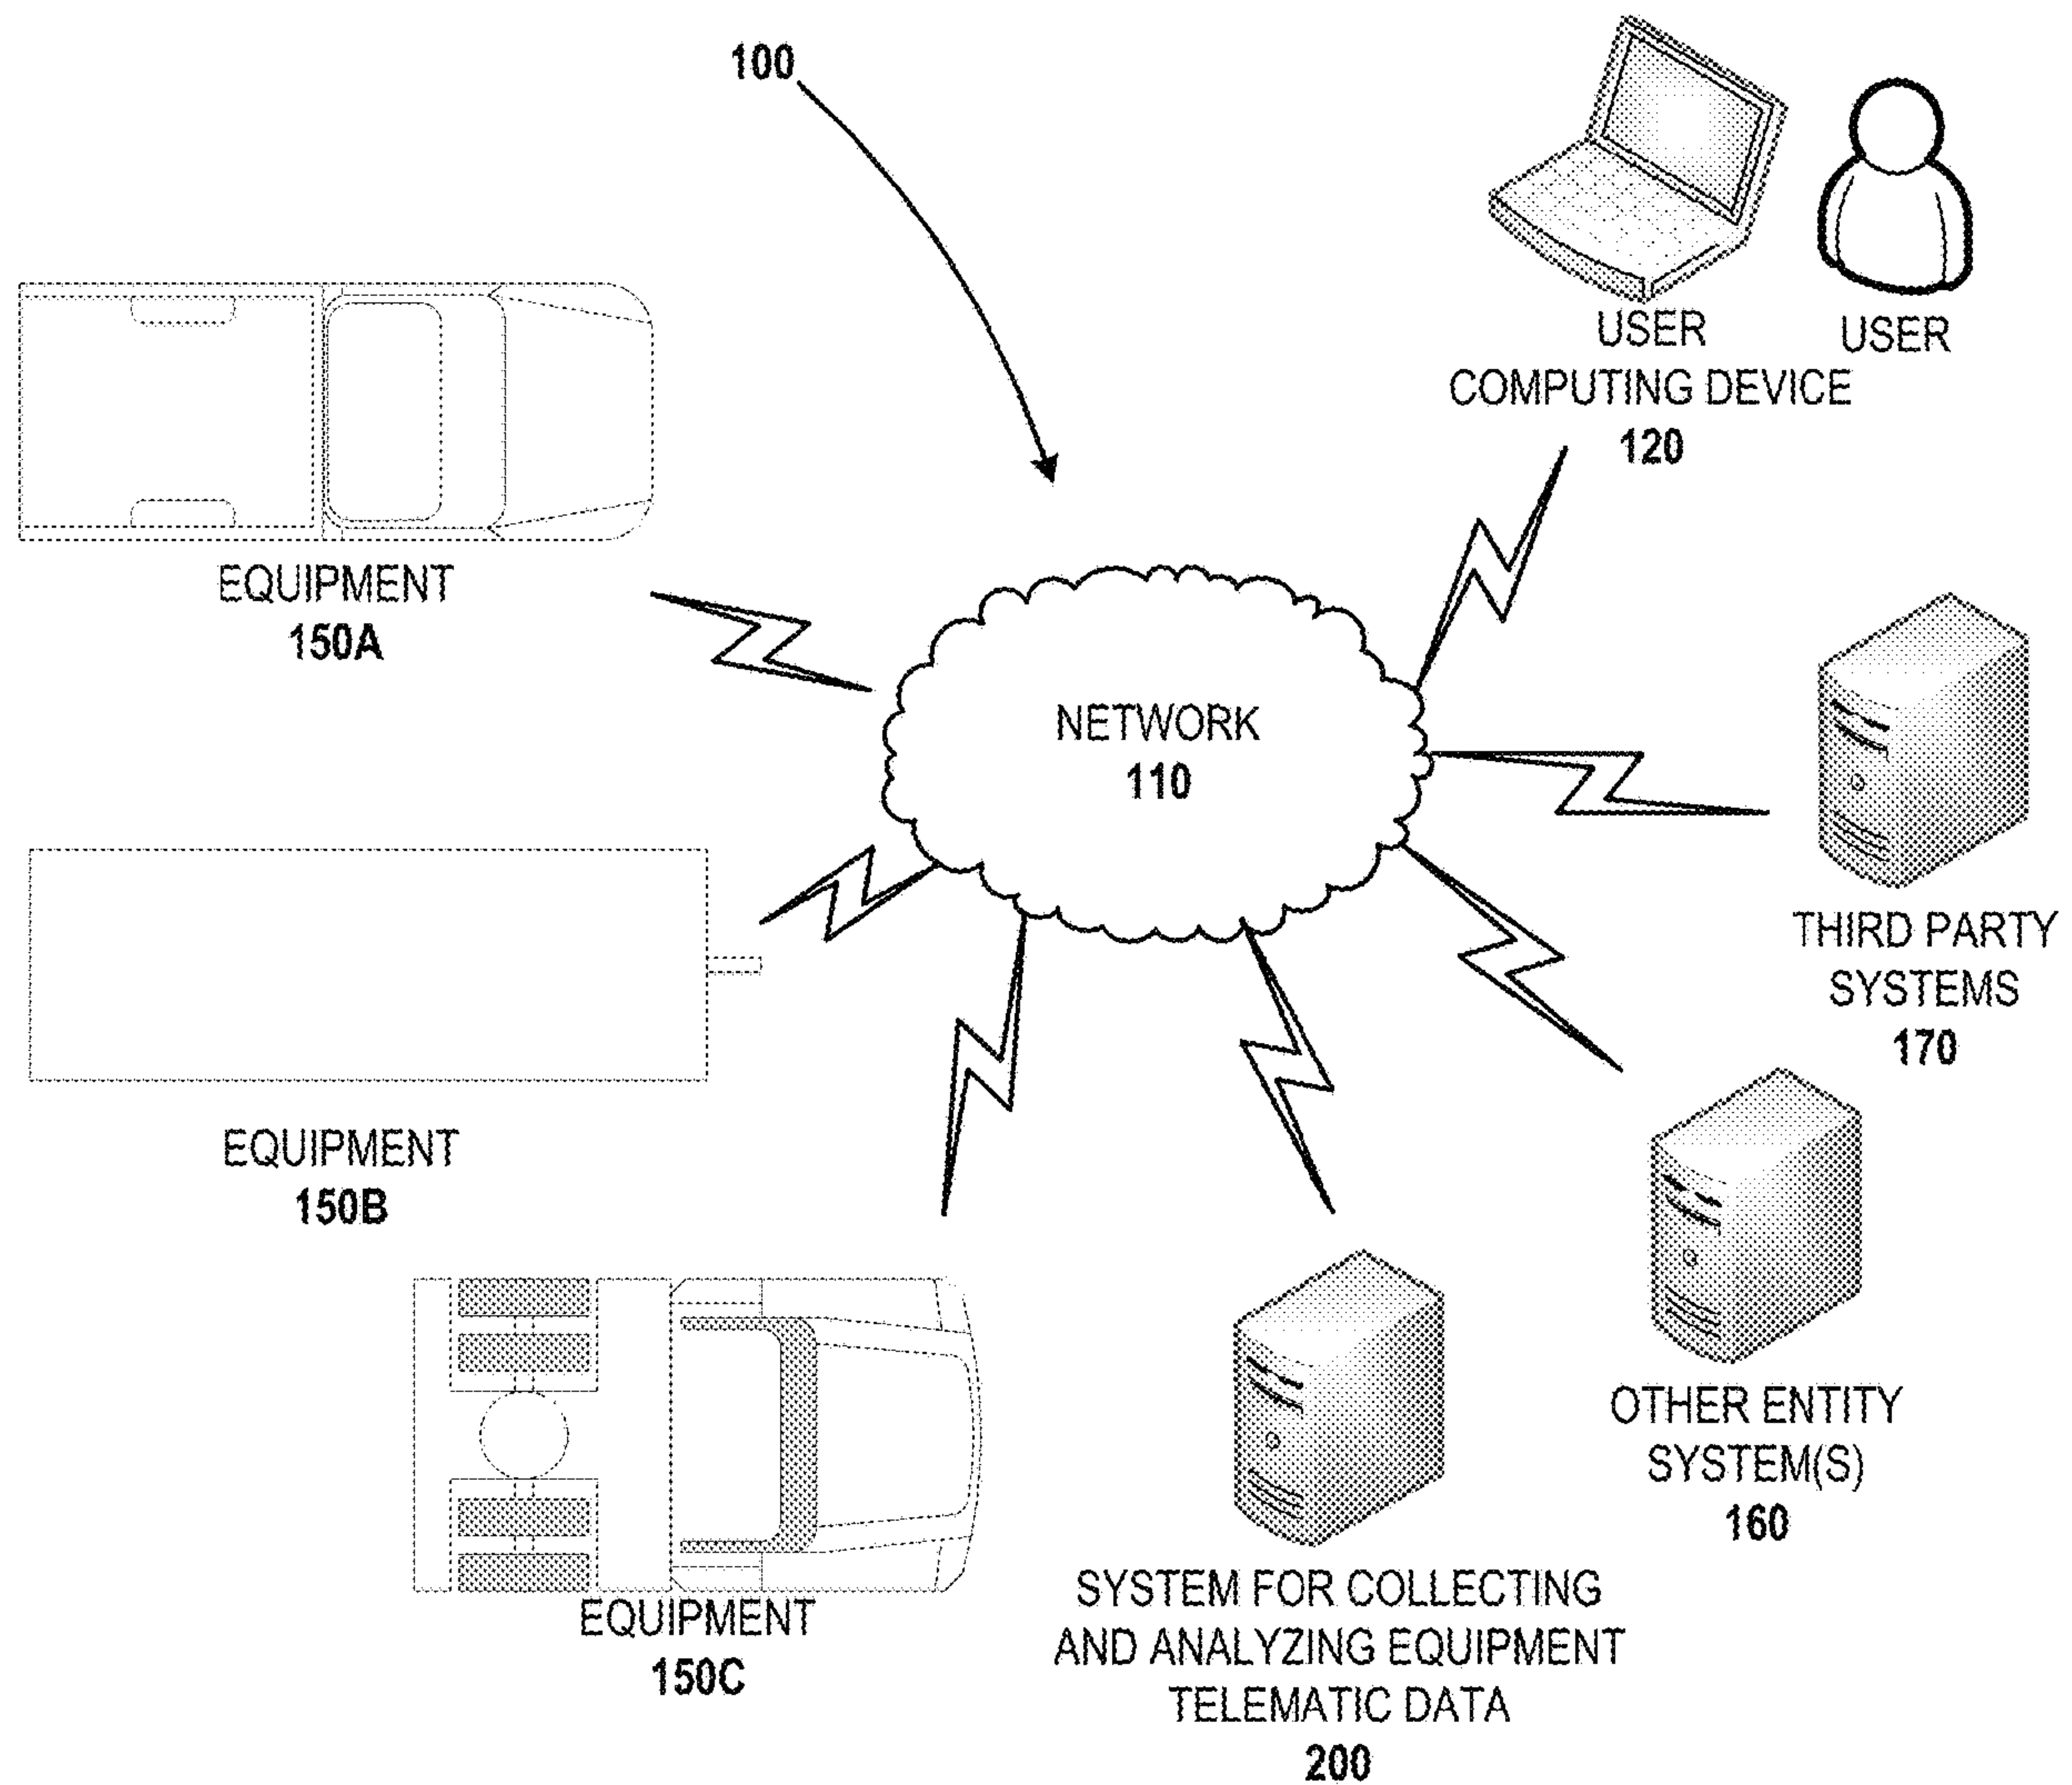 100
USER
COMPUTING DEVICE
120
USER
EQUIPMENT
150A
NETWORK
110
THIRD PARTY
SYSTEMS
170
EQUIPMENT
150B
OTHER ENTITY
SYSTEM(S)
160
EQUIPMENT
150C
SYSTEM FOR COLLECTING
AND ANALYZING EQUIPMENT
TELEMATIC DATA
200